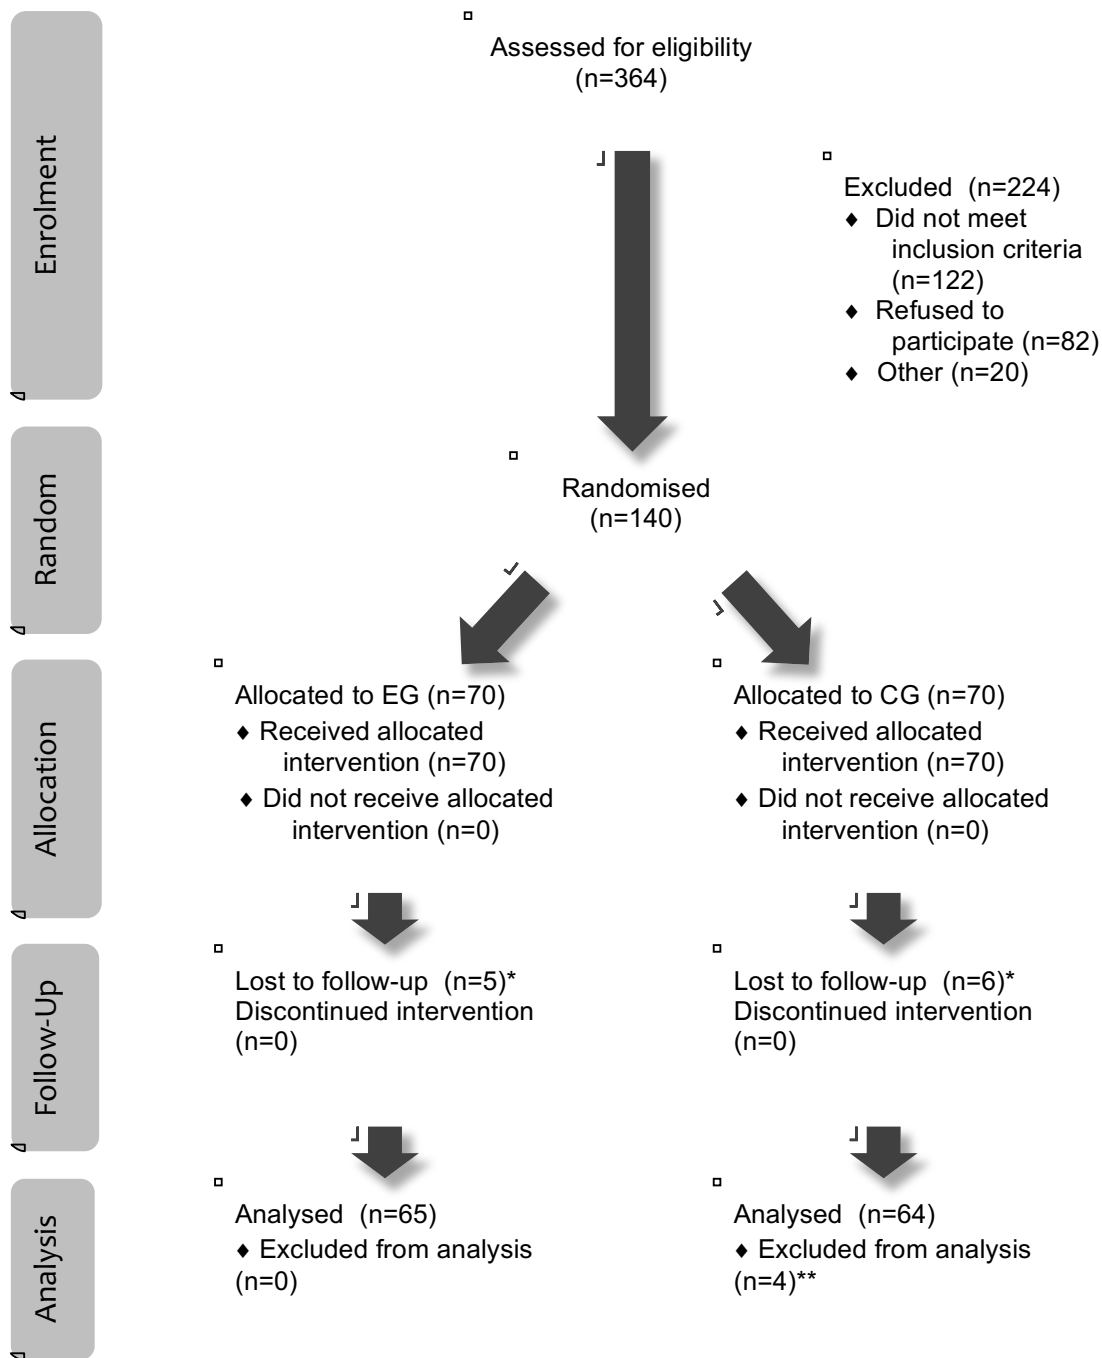 Enrolment
Assessed for eligibility
(n=364)
Excluded (n=224)
♦ Did not meet
inclusion criteria
(n=122)
♦ Refused to
participate (n=82)
♦ Other (n=20)
Random
Randomised
(n=140)
Allocation
Allocated to EG (n=70)
♦ Received allocated
intervention (n=70)
♦ Did not receive allocated
intervention (n=0)
Allocated to CG (n=70)
♦ Received allocated
intervention (n=70)
♦ Did not receive allocated
intervention (n=0)
Follow-Up
Lost to follow-up (n=5)*
Discontinued intervention
(n=0)
Lost to follow-up (n=6)*
Discontinued intervention
(n=0)
Analysis
Analysed (n=65)
♦ Excluded from analysis
(n=0)
Analysed (n=64)
♦ Excluded from analysis
(n=4)**